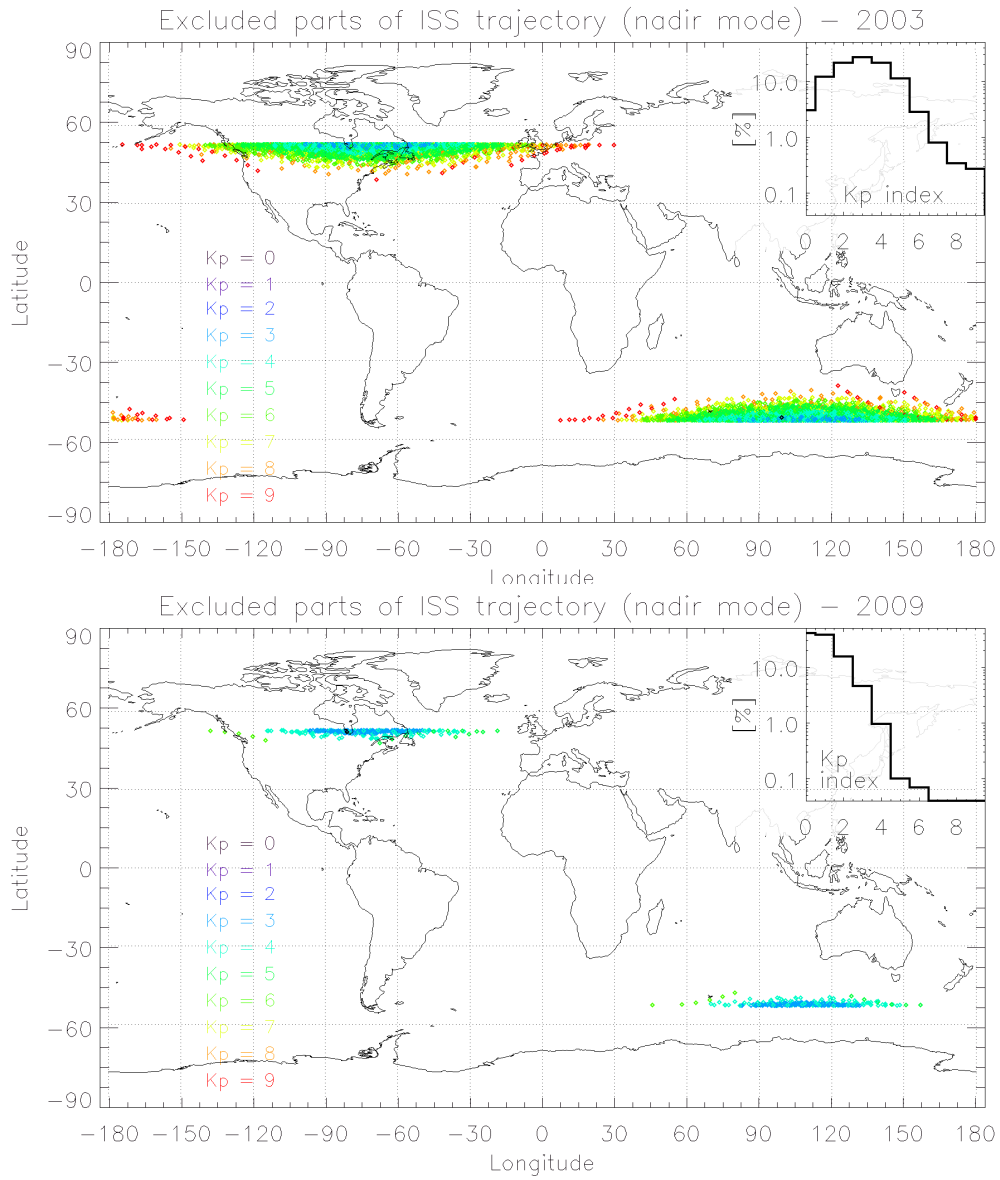 Excluded parts of ISS trajectory (nadir mode) – 2003
90
60
30
0
−30
−60
−90
Latitude
Kp = 0
Kp = 1
Kp = 2
Kp = 3
Kp = 4
Kp = 5
Kp = 6
Kp = 7
Kp = 8
Kp = 9
[%]
10.0
1.0
0.1
Kp index
0 2 4 6 8
−180 −150 −120 −90 −60 −30 0 30 60 90 120 150 180
Longitude
Excluded parts of ISS trajectory (nadir mode) – 2009
90
60
30
0
−30
−60
−90
Latitude
Kp = 0
Kp = 1
Kp = 2
Kp = 3
Kp = 4
Kp = 5
Kp = 6
Kp = 7
Kp = 8
Kp = 9
[%]
10.0
1.0
0.1
Kp
index
0 2 4 6 8
−180 −150 −120 −90 −60 −30 0 30 60 90 120 150 180
Longitude